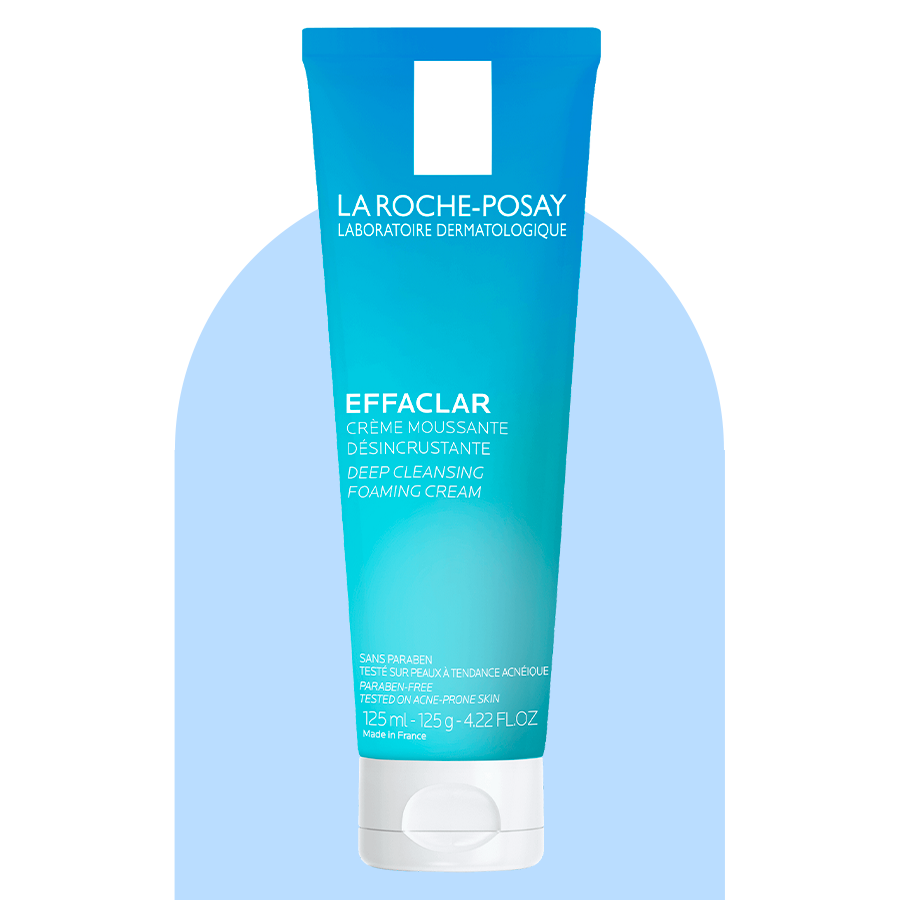 LA ROCHE-POSAY
LABORATOIRE DERMATOLOGIQUE
EFFACLAR
CRÈME MOUSSANTE
DÉSINCRUSTANTE
DEEP CLEANSING
FOAMING CREAM
SANS PARABEN
TESTÉ SUR PEAUX À TENDANCE ACNÉIQUE
PARABEN-FREE
TESTED ON ACNE-PRONE SKIN
125 ml - 125 g - 4.22 FL.OZ
Made in France